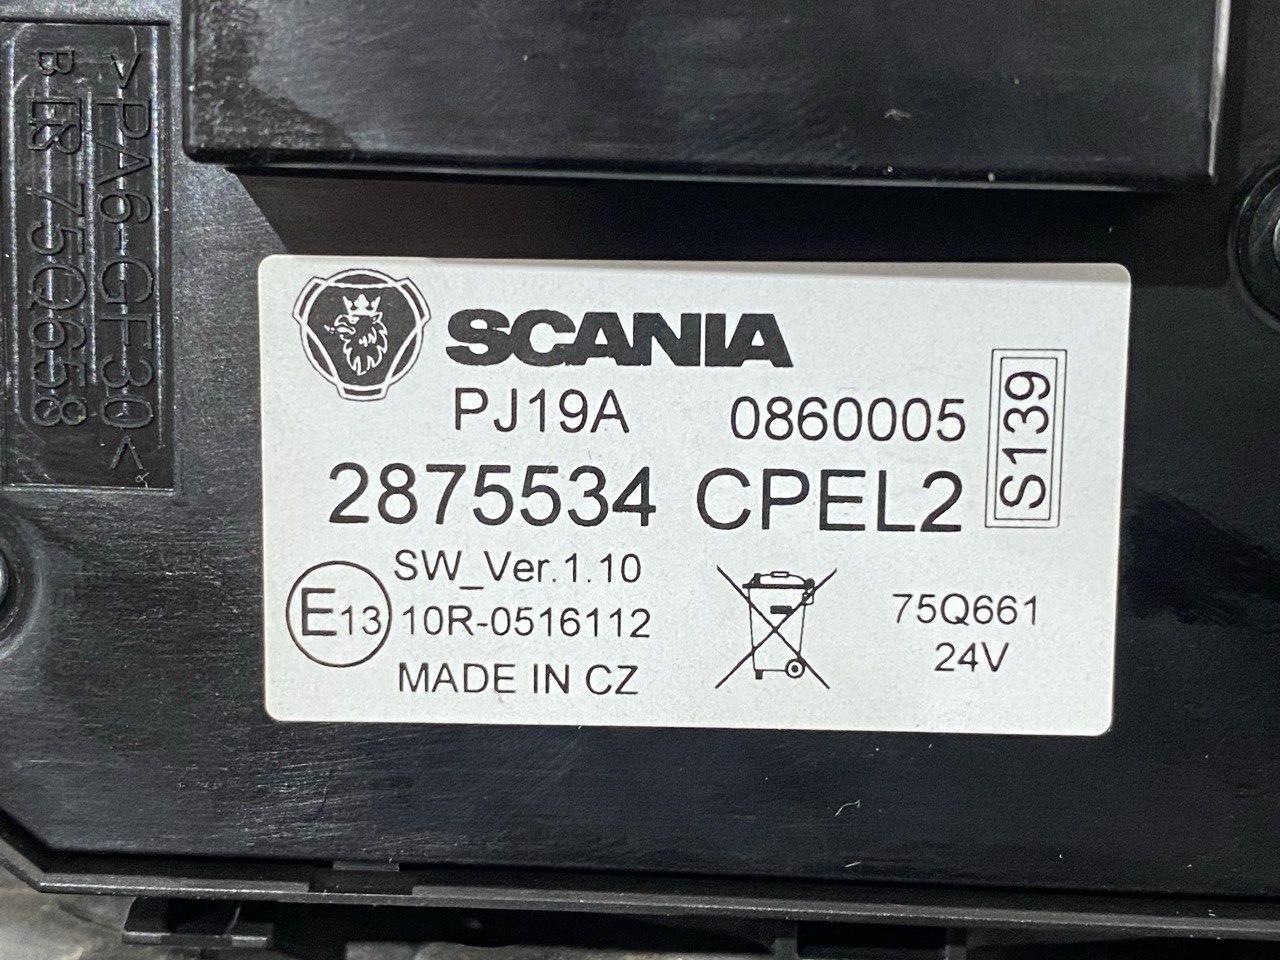 >PA6-GF30<
75Q658
SCANIA
PJ19A 0860005
S139
2875534 CPEL2
SW_Ver.1.10
E13 10R-0516112
75Q661
24V
MADE IN CZ